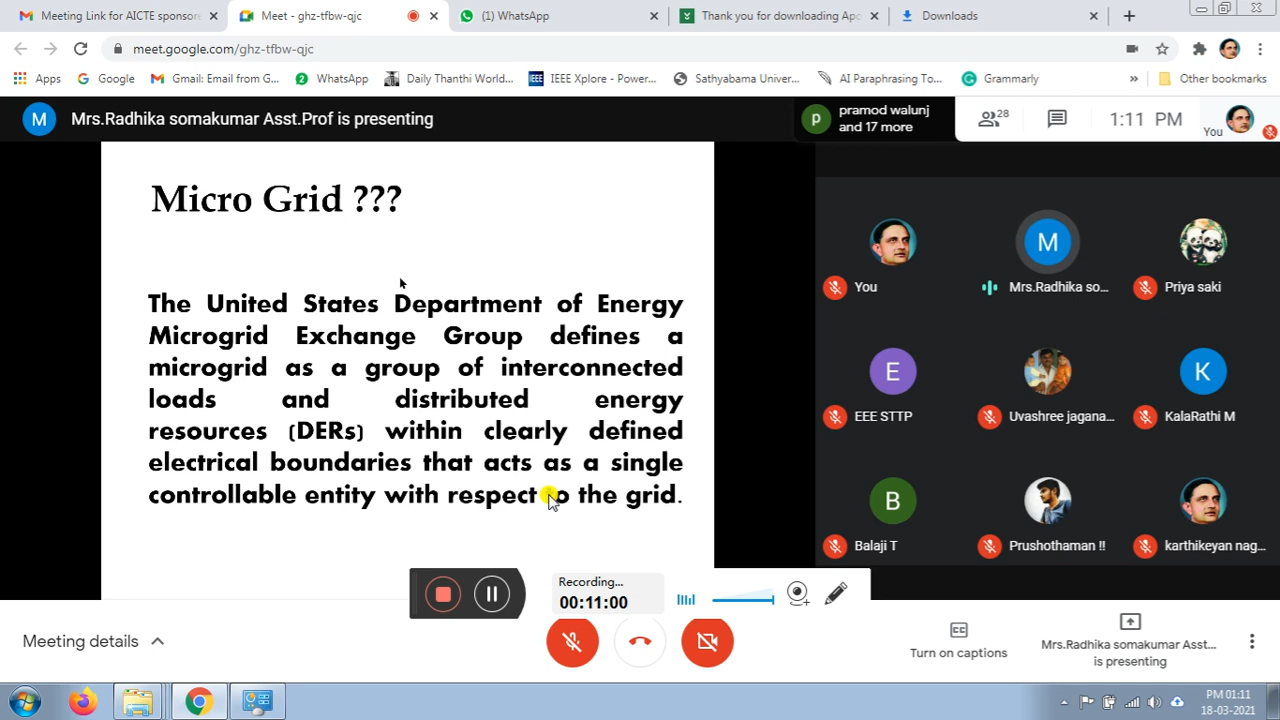 Meeting Link for AICTE sponsore
Meet - ghz-tfbw-qjc
(1) WhatsApp
Thank you for downloading Apo
Downloads
meet.google.com/ghz-tfbw-qjc
Apps
Google
Gmail: Email from G...
WhatsApp
Daily Thanthi World...
IEEE Xplore - Power...
Sathyabama Univer...
AI Paraphrasing To...
Grammarly
»
Other bookmarks
M
Mrs.Radhika somakumar Asst.Prof is presenting
p
pramod walunj
and 17 more
28
1:11 PM
You
Micro Grid ???
The United States Department of Energy
Microgrid Exchange Group defines a
microgrid as a group of interconnected
loads and distributed energy
resources (DERs) within clearly defined
electrical boundaries that acts as a single
controllable entity with respect to the grid.
You
M
Mrs.Radhika so...
Priya saki
E
EEE STTP
Uvashree jagana...
K
KalaRathi M
B
Balaji T
Prushothaman !!
karthikeyan nag...
Recording...
00:11:00
Meeting details
Turn on captions
Mrs.Radhika somakumar Asst...
is presenting
PM 01:11
18-03-2021